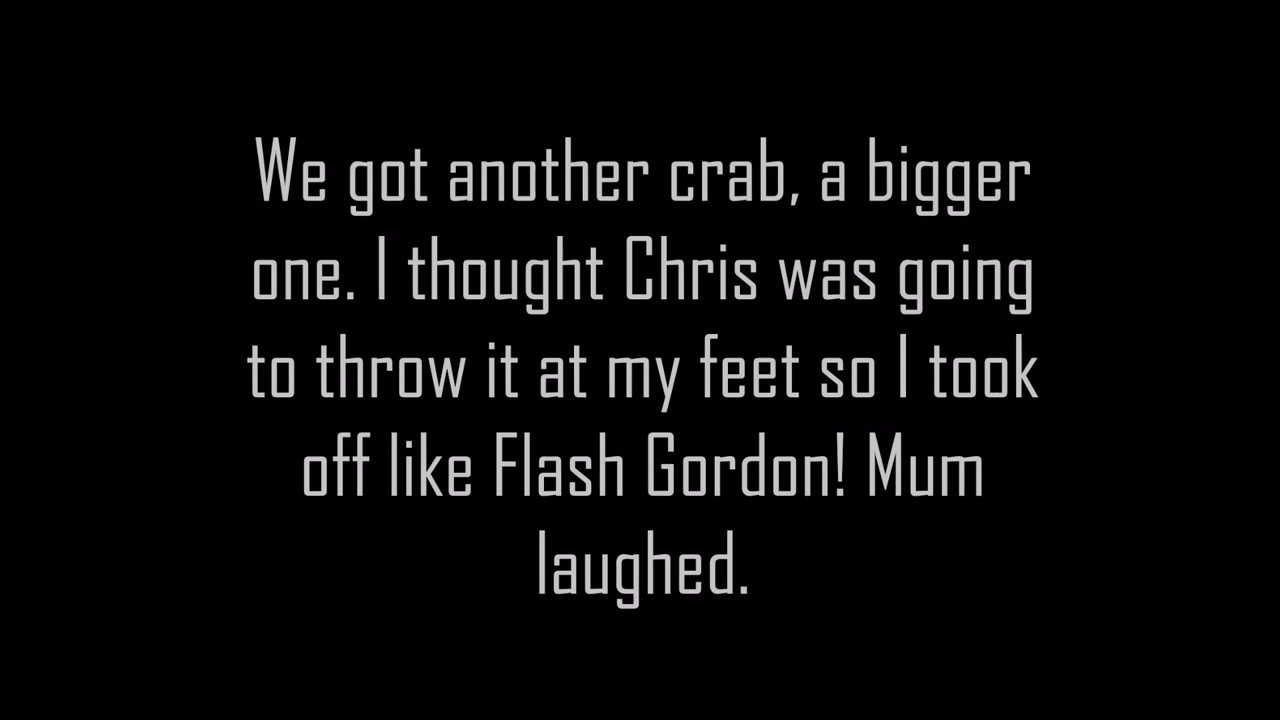 We got another crab, a bigger
one. I thought Chris was going
to throw it at my feet so I took
off like Flash Gordon! Mum
laughed.